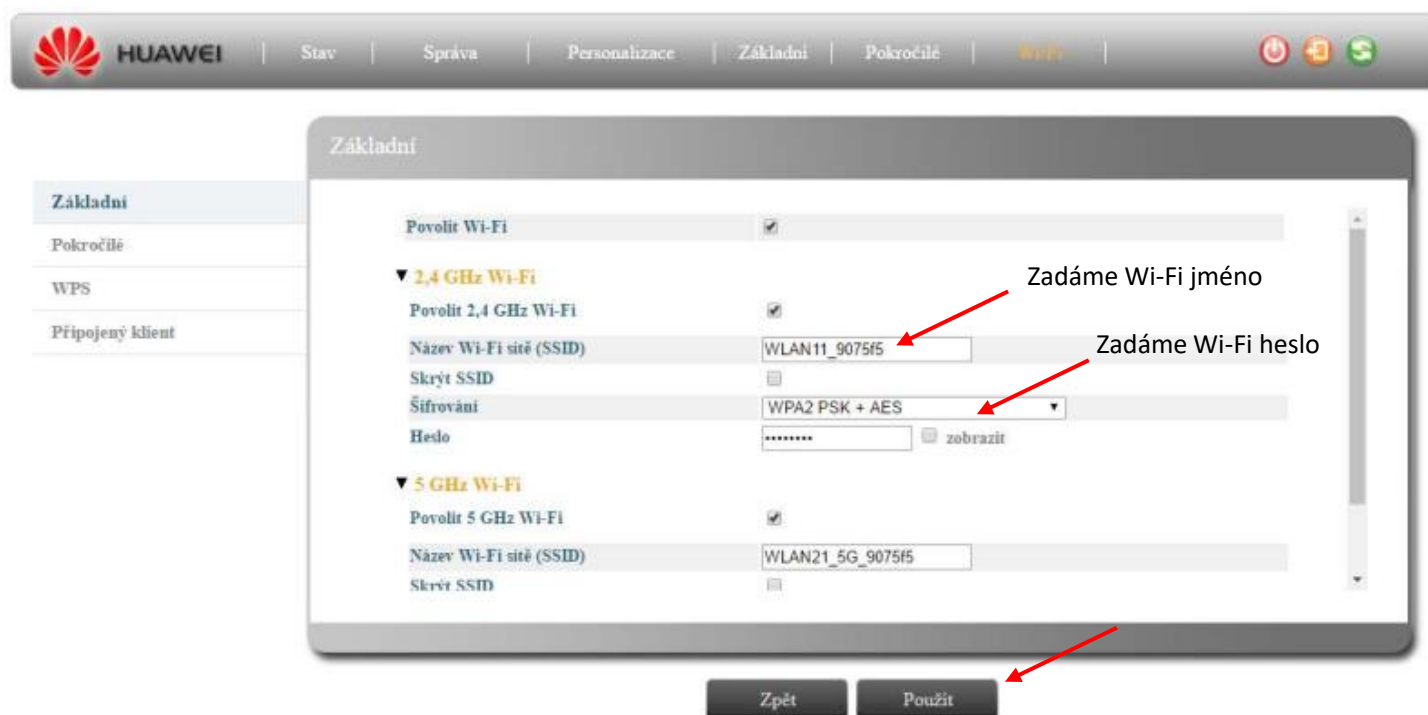 HUAWEI Stav Správa Personalizace Základní Pokročilé Wi-Fi
Základní
Základní
Pokročilé
WPS
Připojený klient
Povolit Wi-Fi
2,4 GHz Wi-Fi
Zadáme Wi-Fi jméno
Povolit 2,4 GHz Wi-Fi
Název Wi-Fi sítě (SSID) WLAN11_9075f5
Zadáme Wi-Fi heslo
Skrýt SSID
Šifrování WPA2 PSK + AES
Heslo •••••••• zobrazit
5 GHz Wi-Fi
Povolit 5 GHz Wi-Fi
Název Wi-Fi sítě (SSID) WLAN21_5G_9075f5
Skrýt SSID
Zpět Použít